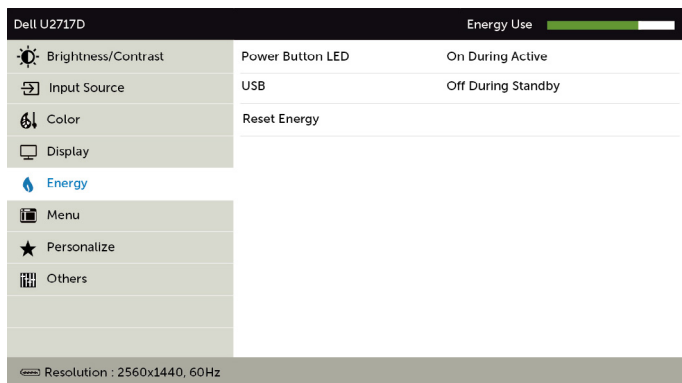 Dell U2717D Energy Use
Brightness/Contrast Power Button LED On During Active
Input Source USB Off During Standby
Color Reset Energy
Display
Energy
Menu
Personalize
Others
Resolution : 2560x1440, 60Hz